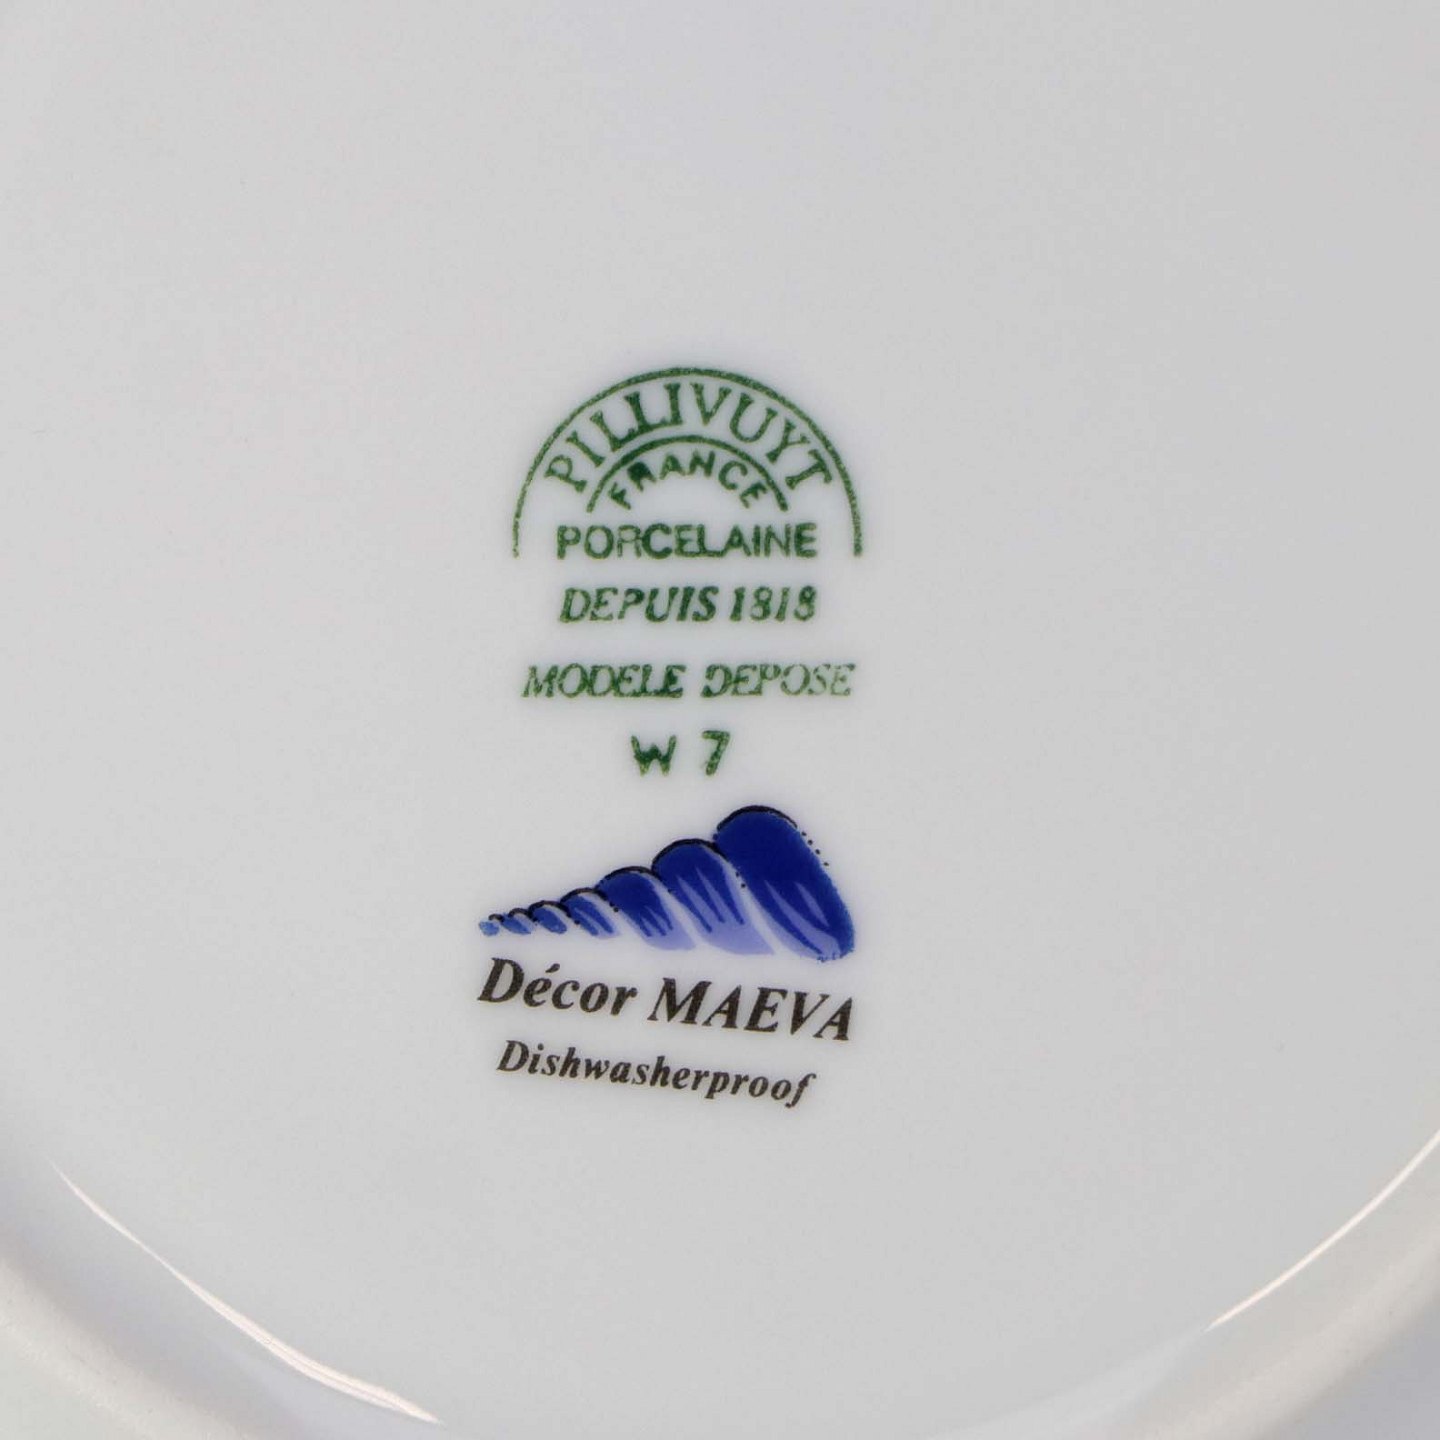 PILLIVUYT
FRANCE
PORCELAINE
DEPUIS 1818
MODELE DEPOSE
W 7
Décor MAEVA
Dishwasherproof